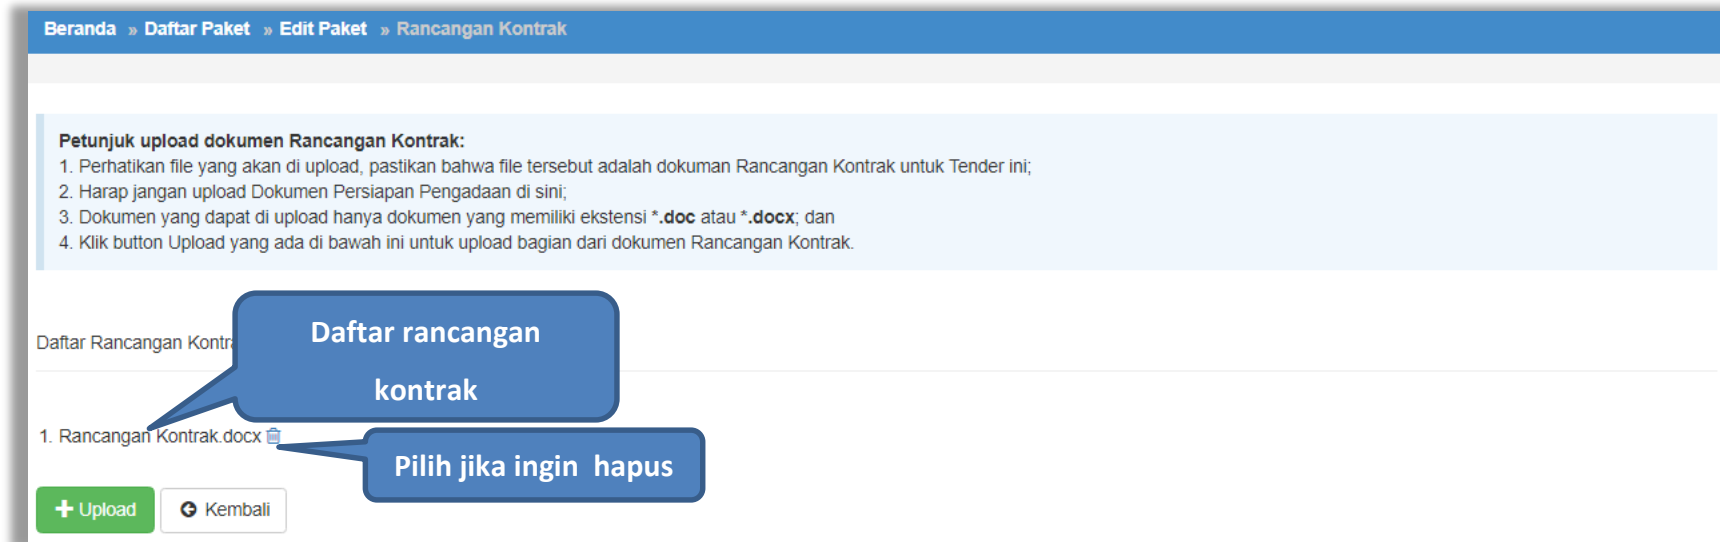 Beranda » Daftar Paket » Edit Paket » Rancangan Kontrak
Petunjuk upload dokumen Rancangan Kontrak:
1. Perhatikan file yang akan di upload, pastikan bahwa file tersebut adalah dokuman Rancangan Kontrak untuk Tender ini;
2. Harap jangan upload Dokumen Persiapan Pengadaan di sini;
3. Dokumen yang dapat di upload hanya dokumen yang memiliki ekstensi *.doc atau *.docx; dan
4. Klik button Upload yang ada di bawah ini untuk upload bagian dari dokumen Rancangan Kontrak.
Daftar rancangan
kontrak
Daftar Rancangan Kontr
1. Rancangan Kontrak.docx
Pilih jika ingin hapus
Upload
Kembali